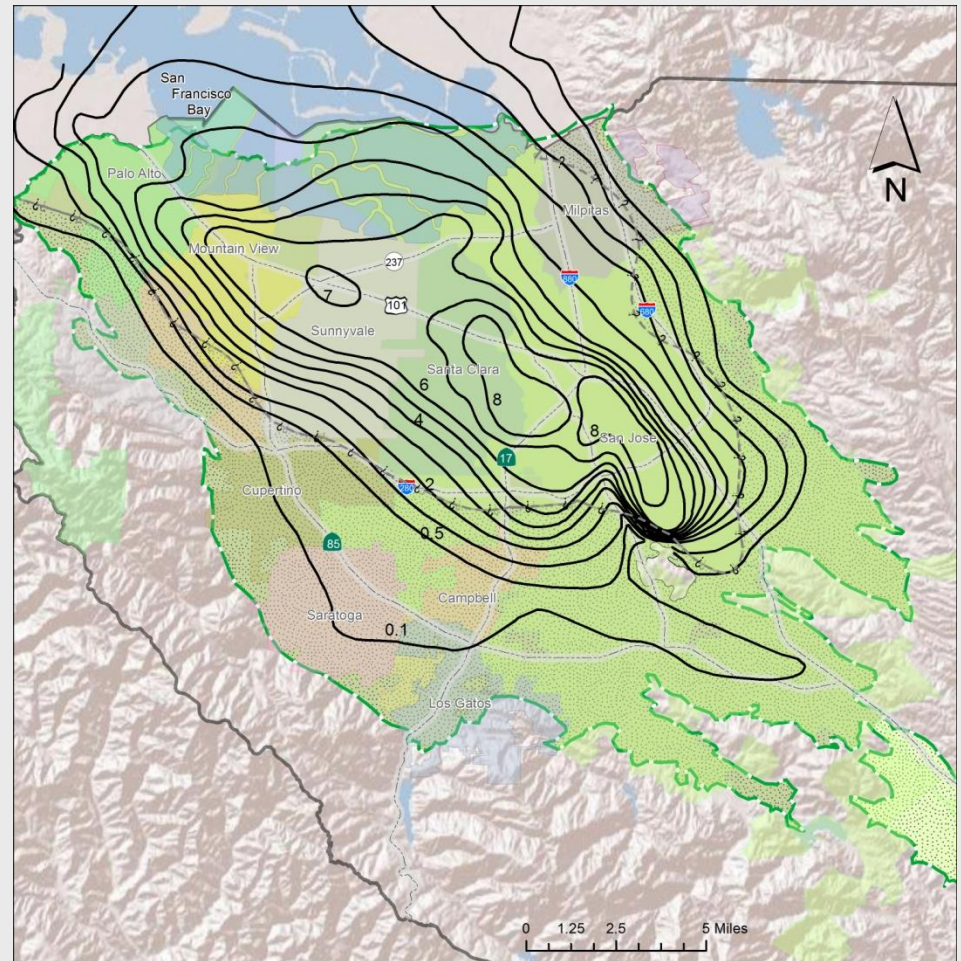 San
Francisco
Bay
Palo Alto
N
Milpitas
Mountain View
237
880
7
101
680
Sunnyvale
Santa Clara
6
8
4
8
San Jose
17
2
280
Cupertino
0.5
85
Campbell
Saratoga
0.1
Los Gatos
0 1.25 2.5 5 Miles